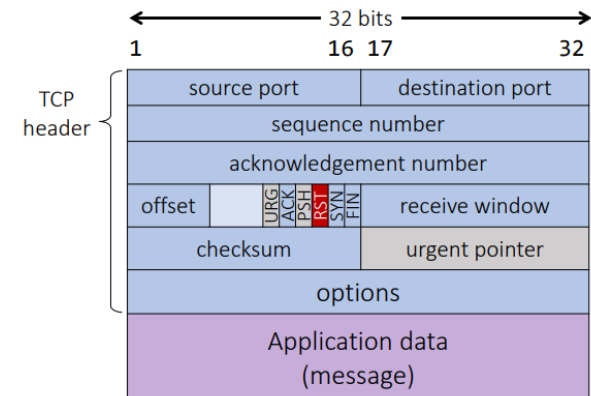 32 bits
1 16 17 32
TCP
header
source port destination port
sequence number
acknowledgement number
offset URG ACK PSH RST SYN FIN receive window
checksum urgent pointer
options
Application data
(message)